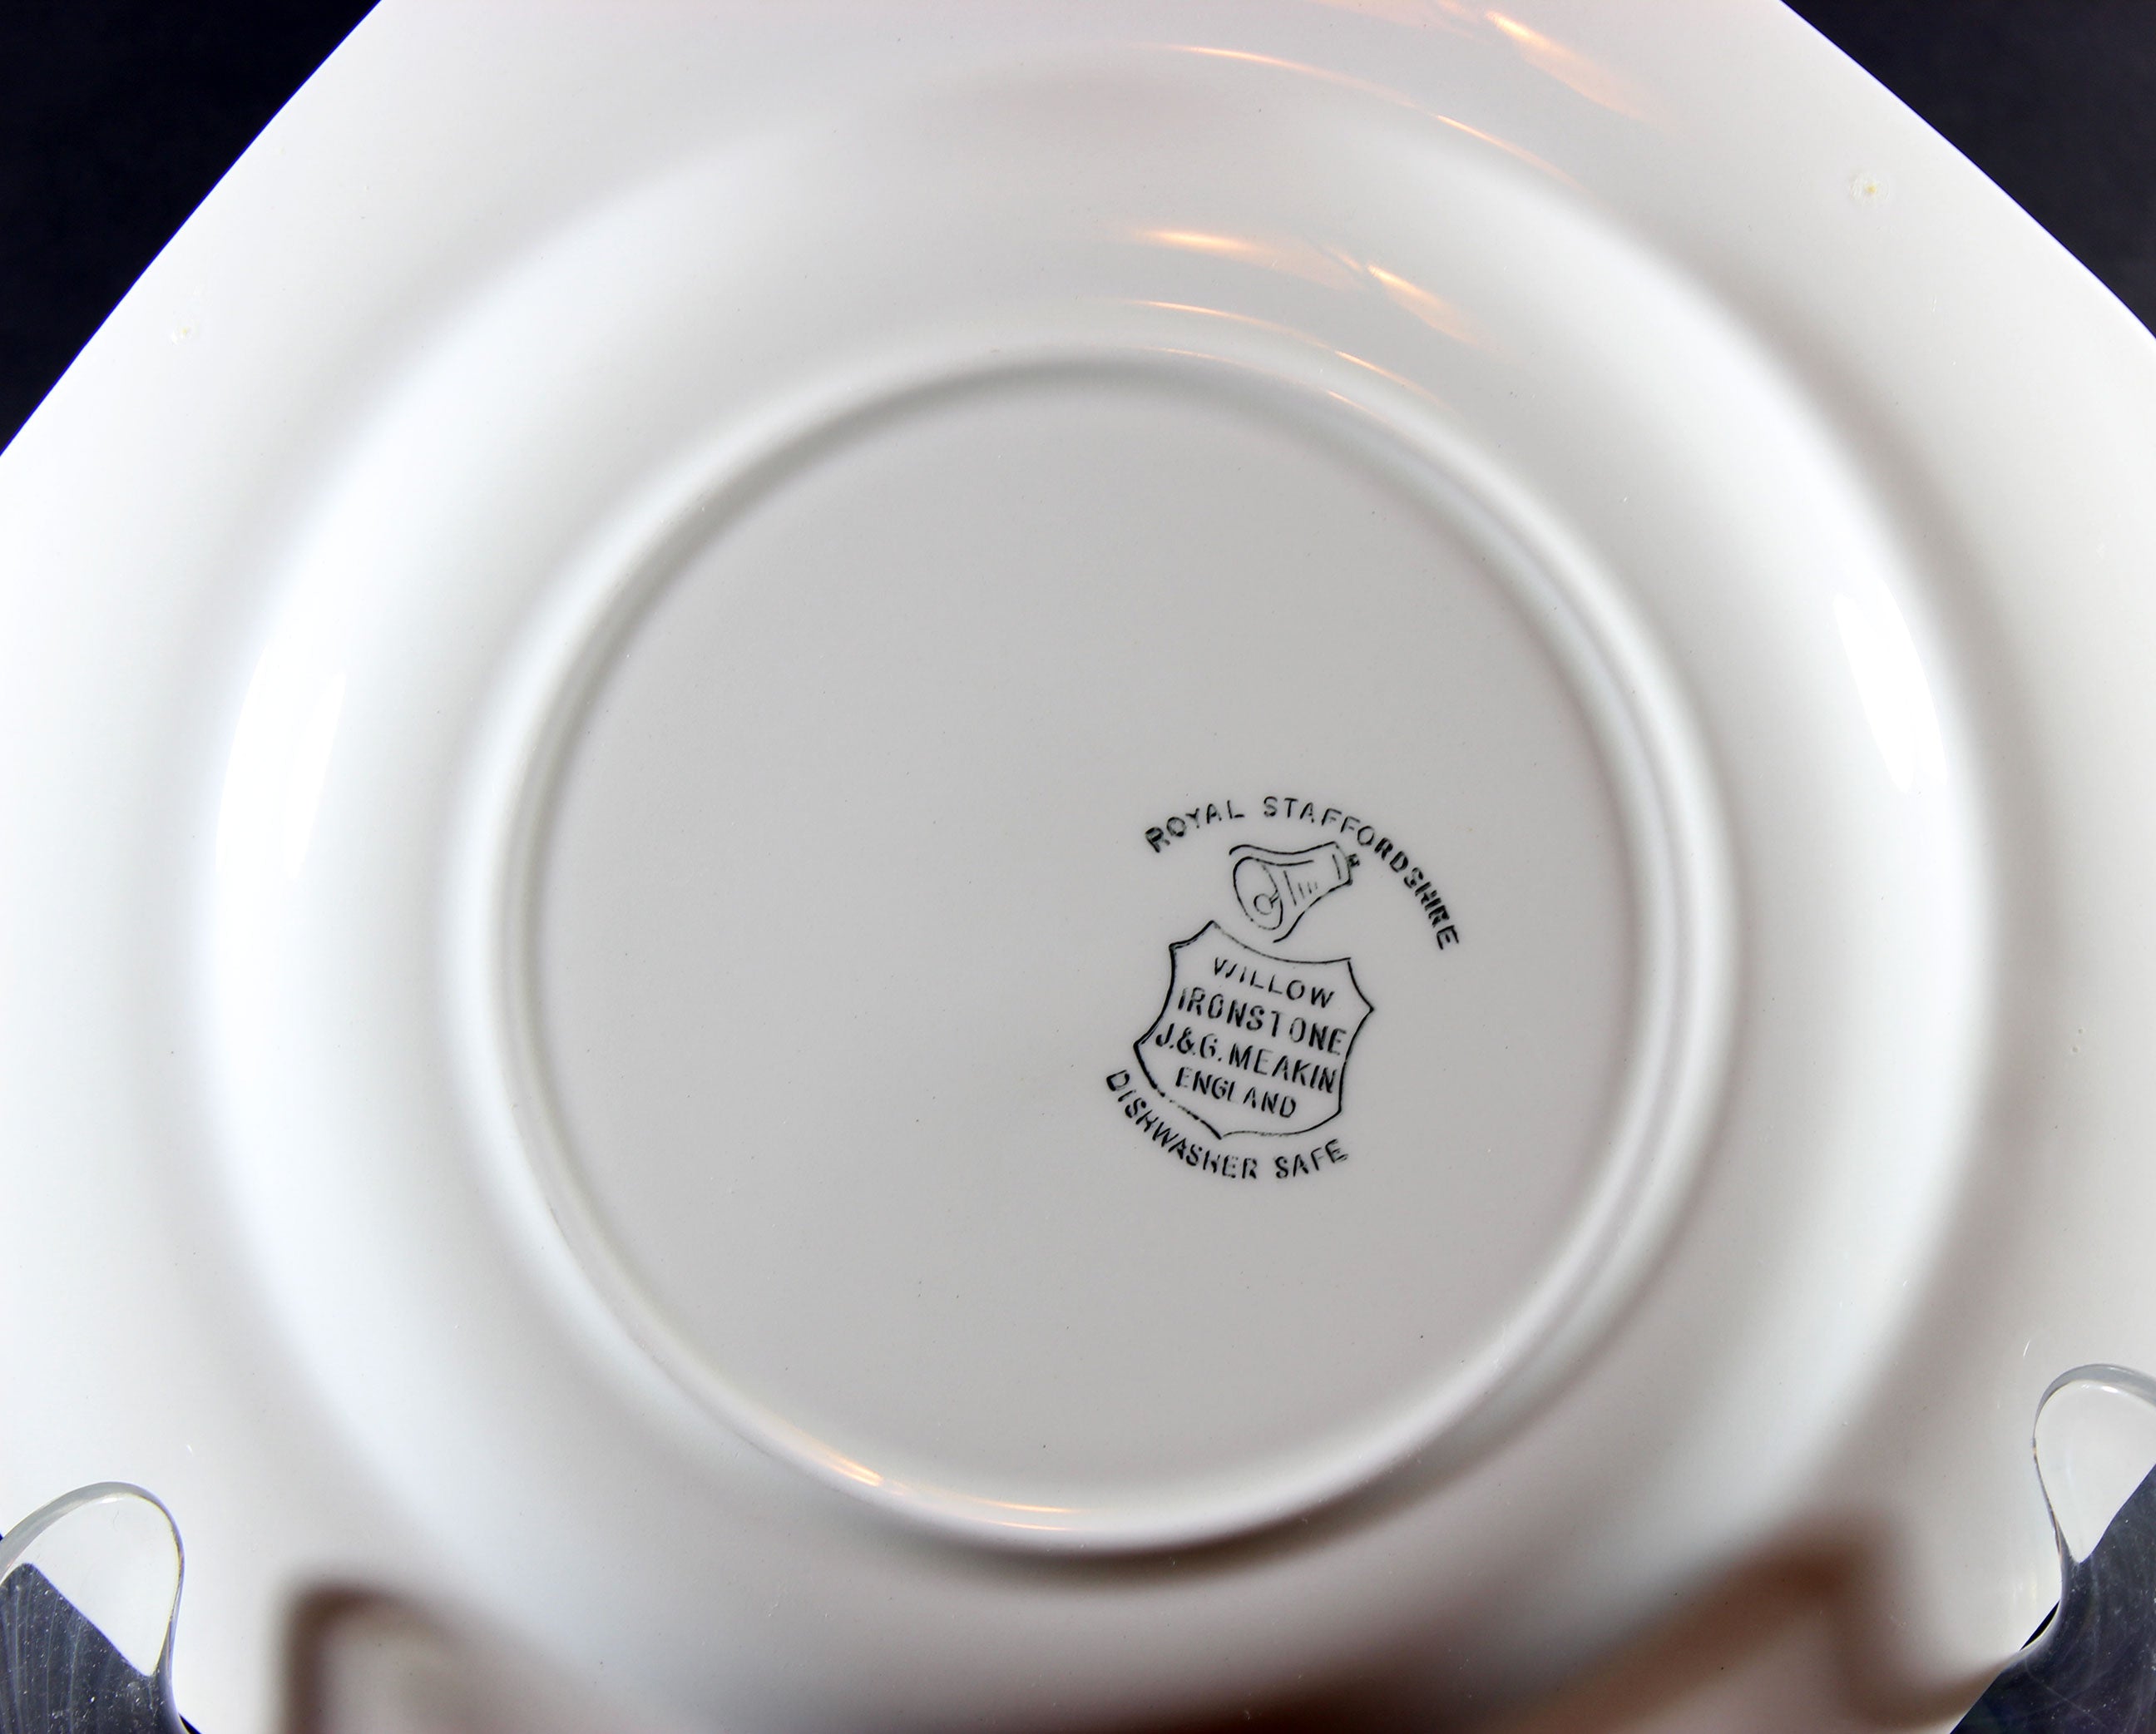 ROYAL STAFFORDSHIRE
WILLOW
IRONSTONE
J.&G. MEAKIN
ENGLAND
DISHWASHER SAFE